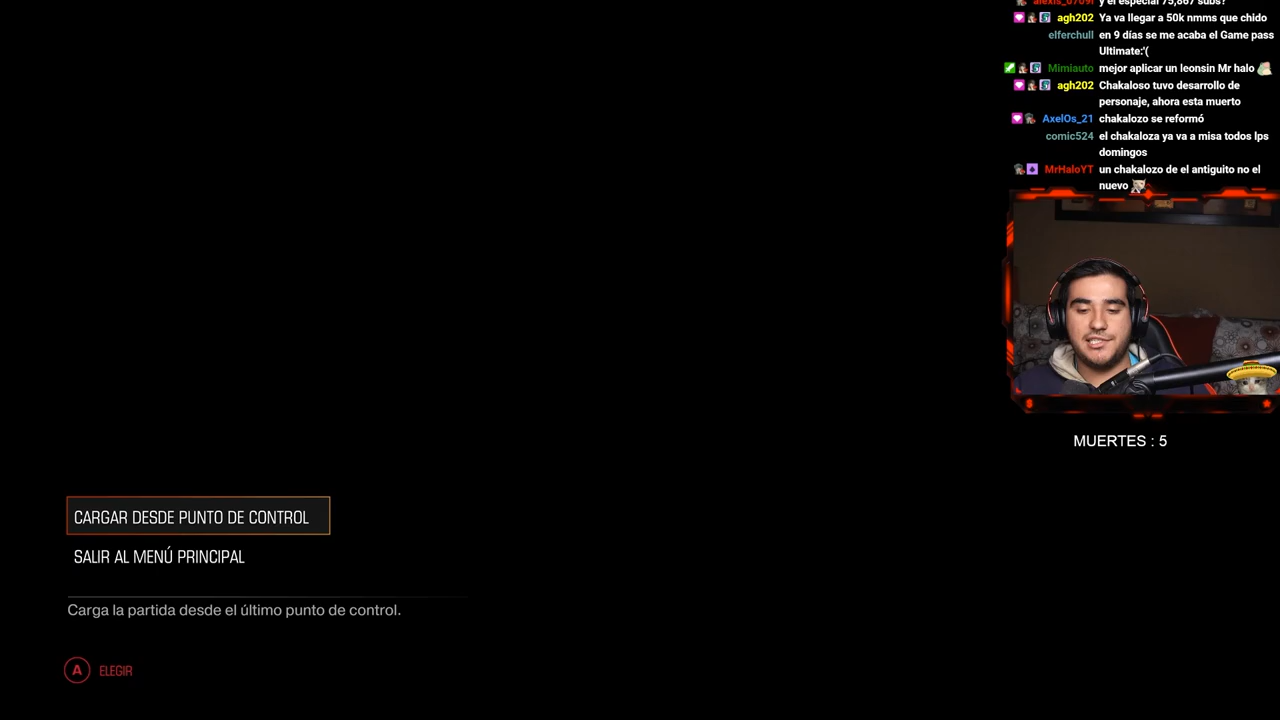 alexis_0709l y el especial 75,867 subs?
agh202 Ya va llegar a 50k nmms que chido
elferchull en 9 días se me acaba el Game pass
Ultimate:'(
Mimiauto mejor aplicar un leonsin Mr halo
agh202 Chakaloso tuvo desarrollo de
personaje, ahora esta muerto
AxelOs_21 chakalozo se reformó
comic524 el chakaloza ya va a misa todos lps
domingos
MrHaloYT un chakalozo de el antiguito no el
nuevo
MUERTES : 5
CARGAR DESDE PUNTO DE CONTROL
SALIR AL MENÚ PRINCIPAL
Carga la partida desde el último punto de control.
A ELEGIR